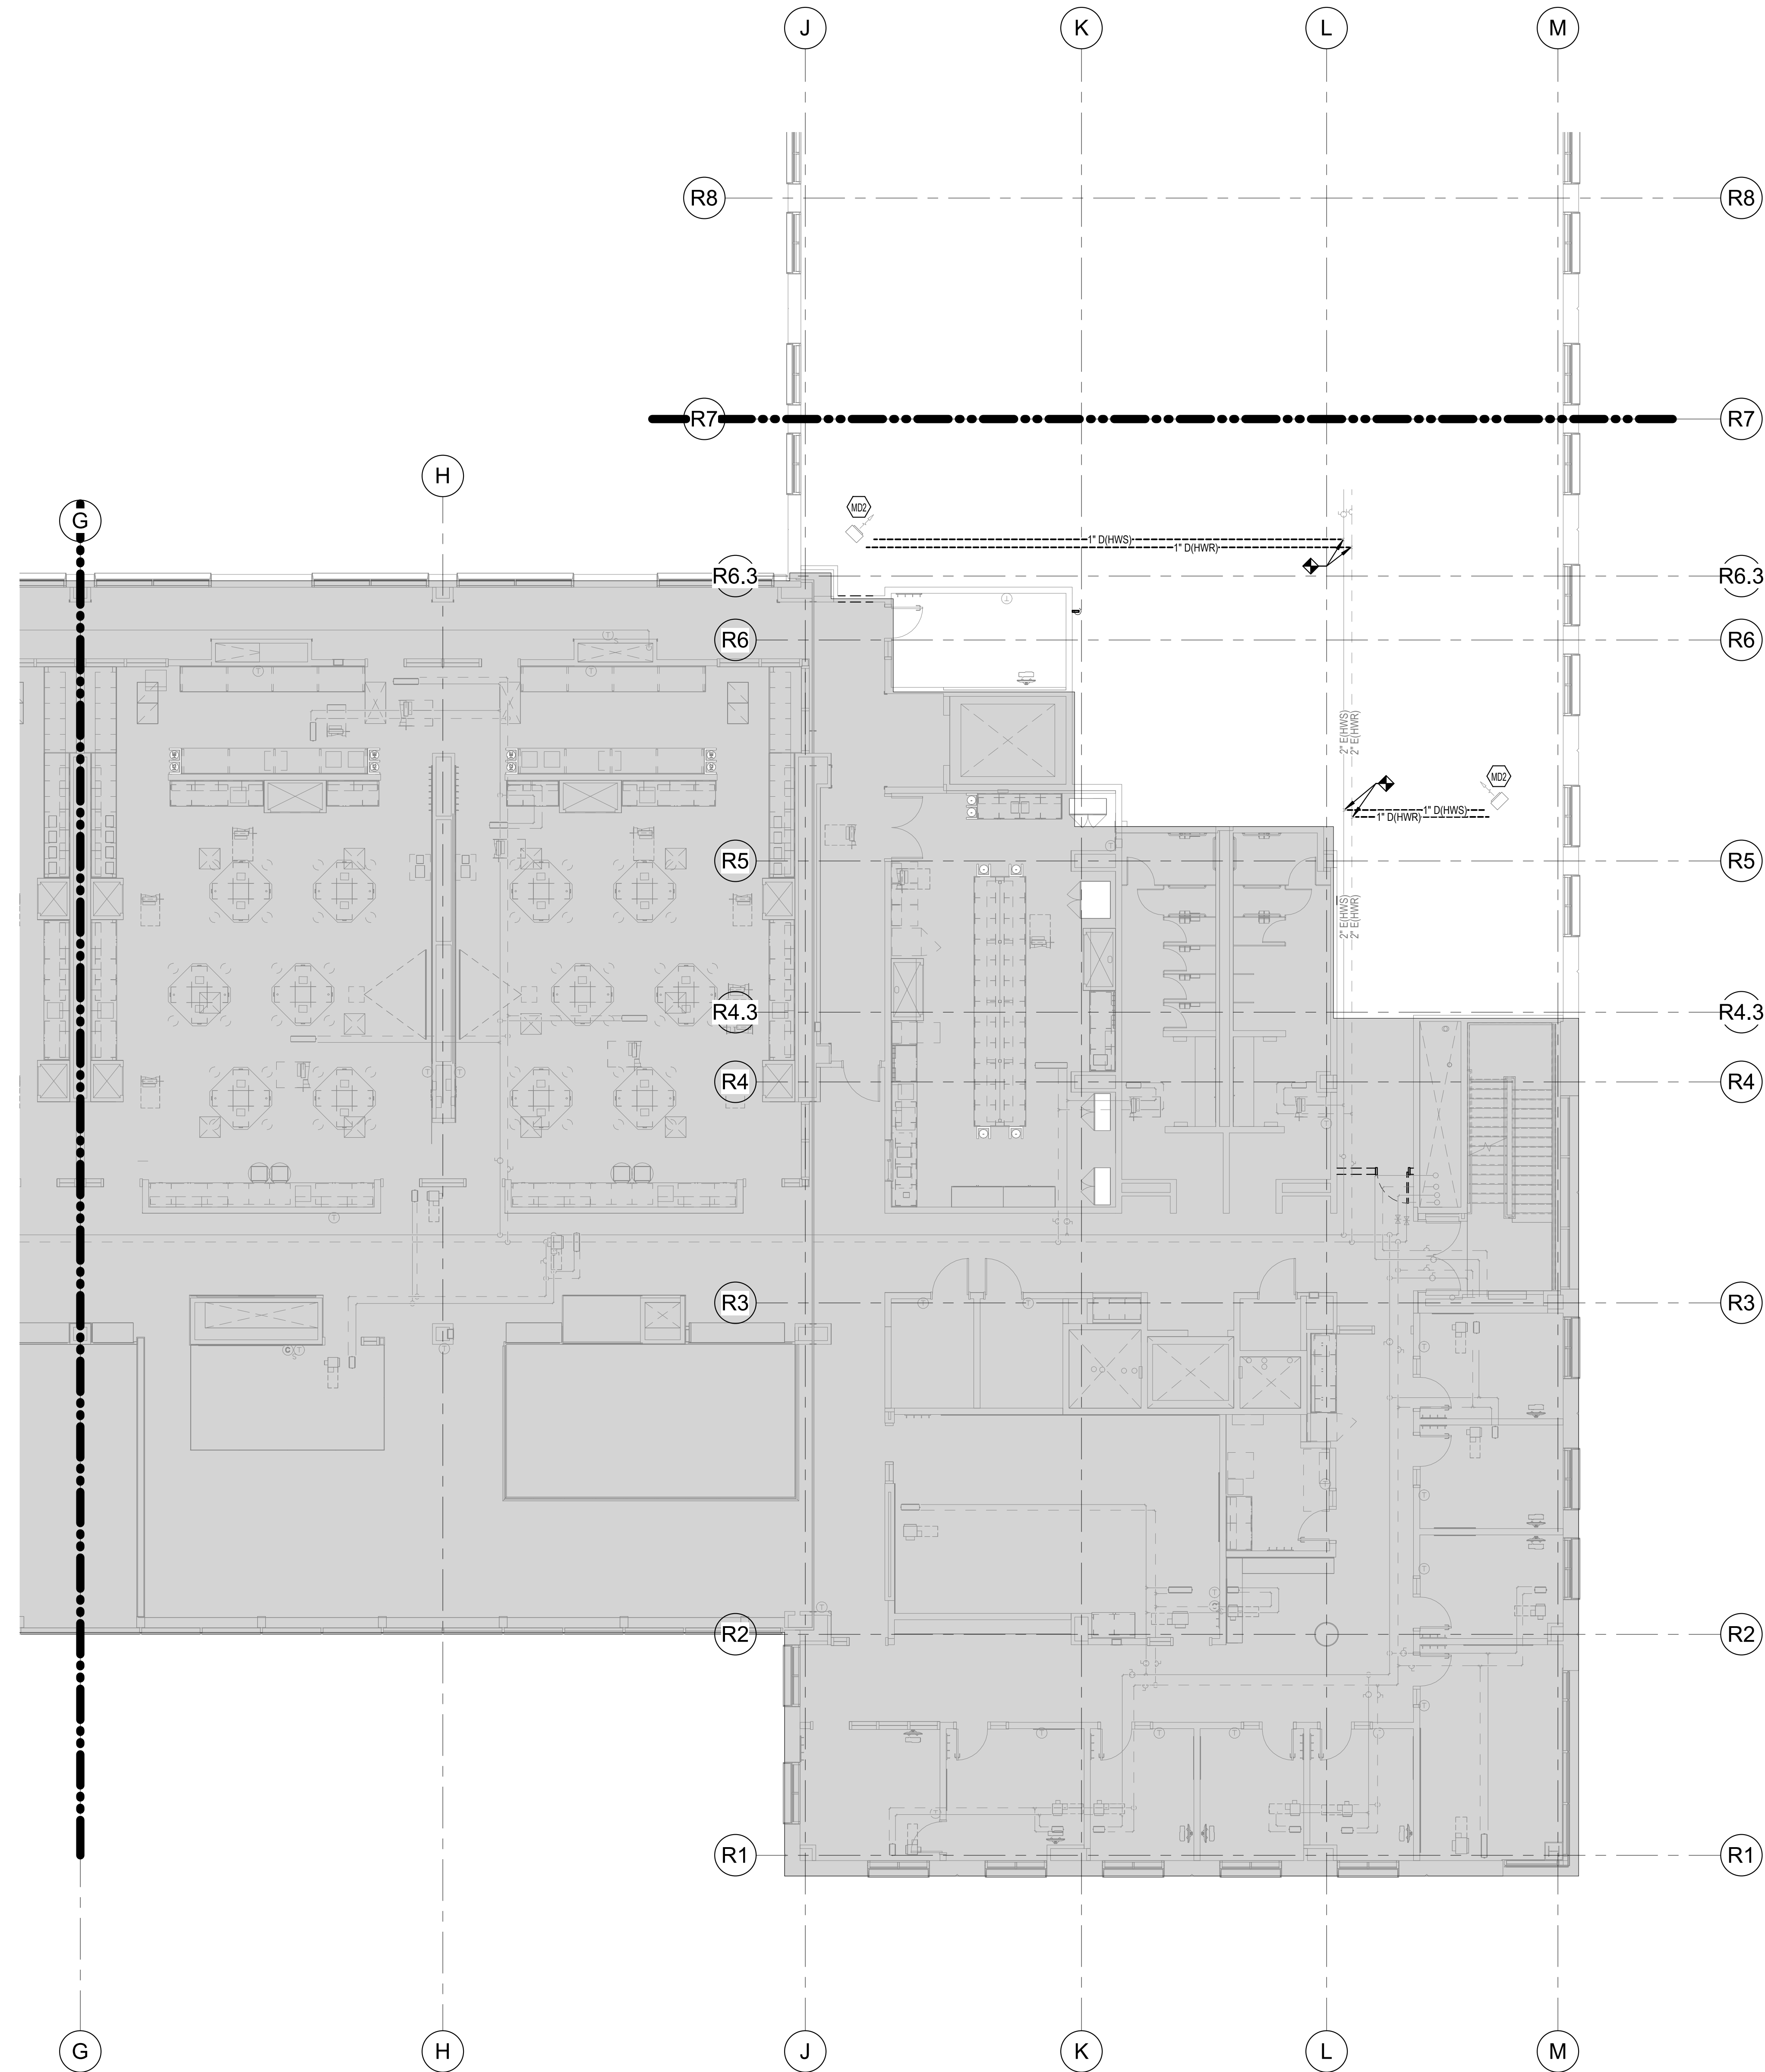 J
K
L
M
R8
R8
R7
R7
H
G
MD2
1" D(HWS)
1" D(HWR)
R6.3
R6.3
T
R6
R6
T
T
T
2" E(HWS)
2" E(HWR)
MD2
1" D(HWS)
1" D(HWR)
R5
R5
T
2" E(HWS)
2" E(HWR)
R4.3
R4.3
R4
R4
T
T
T
T
R3
R3
T
T
C
T
T
T
T
T
T
T
T
R2
R2
T
T
T
T
T
T
R1
R1
G
H
J
K
L
M